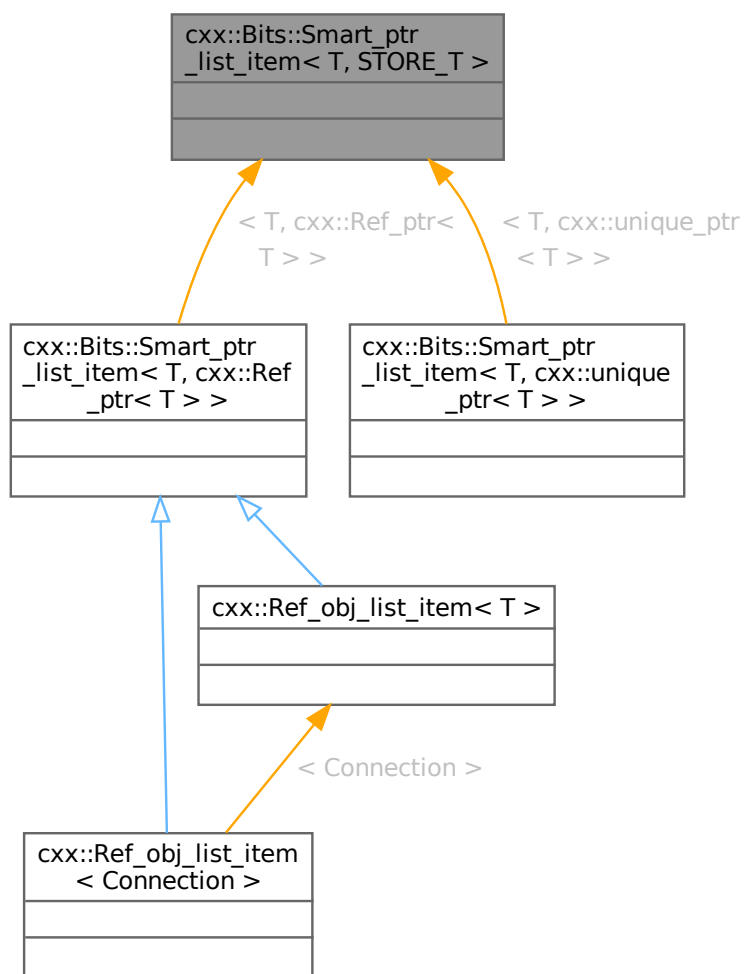 cxx::Bits::Smart_ptr
_list_item< T, STORE_T >
< T, cxx::Ref_ptr<
T > >
< T, cxx::unique_ptr
< T > >
cxx::Bits::Smart_ptr
_list_item< T, cxx::Ref
_ptr< T > >
cxx::Bits::Smart_ptr
_list_item< T, cxx::unique
_ptr< T > >
cxx::Ref_obj_list_item< T >
< Connection >
cxx::Ref_obj_list_item
< Connection >